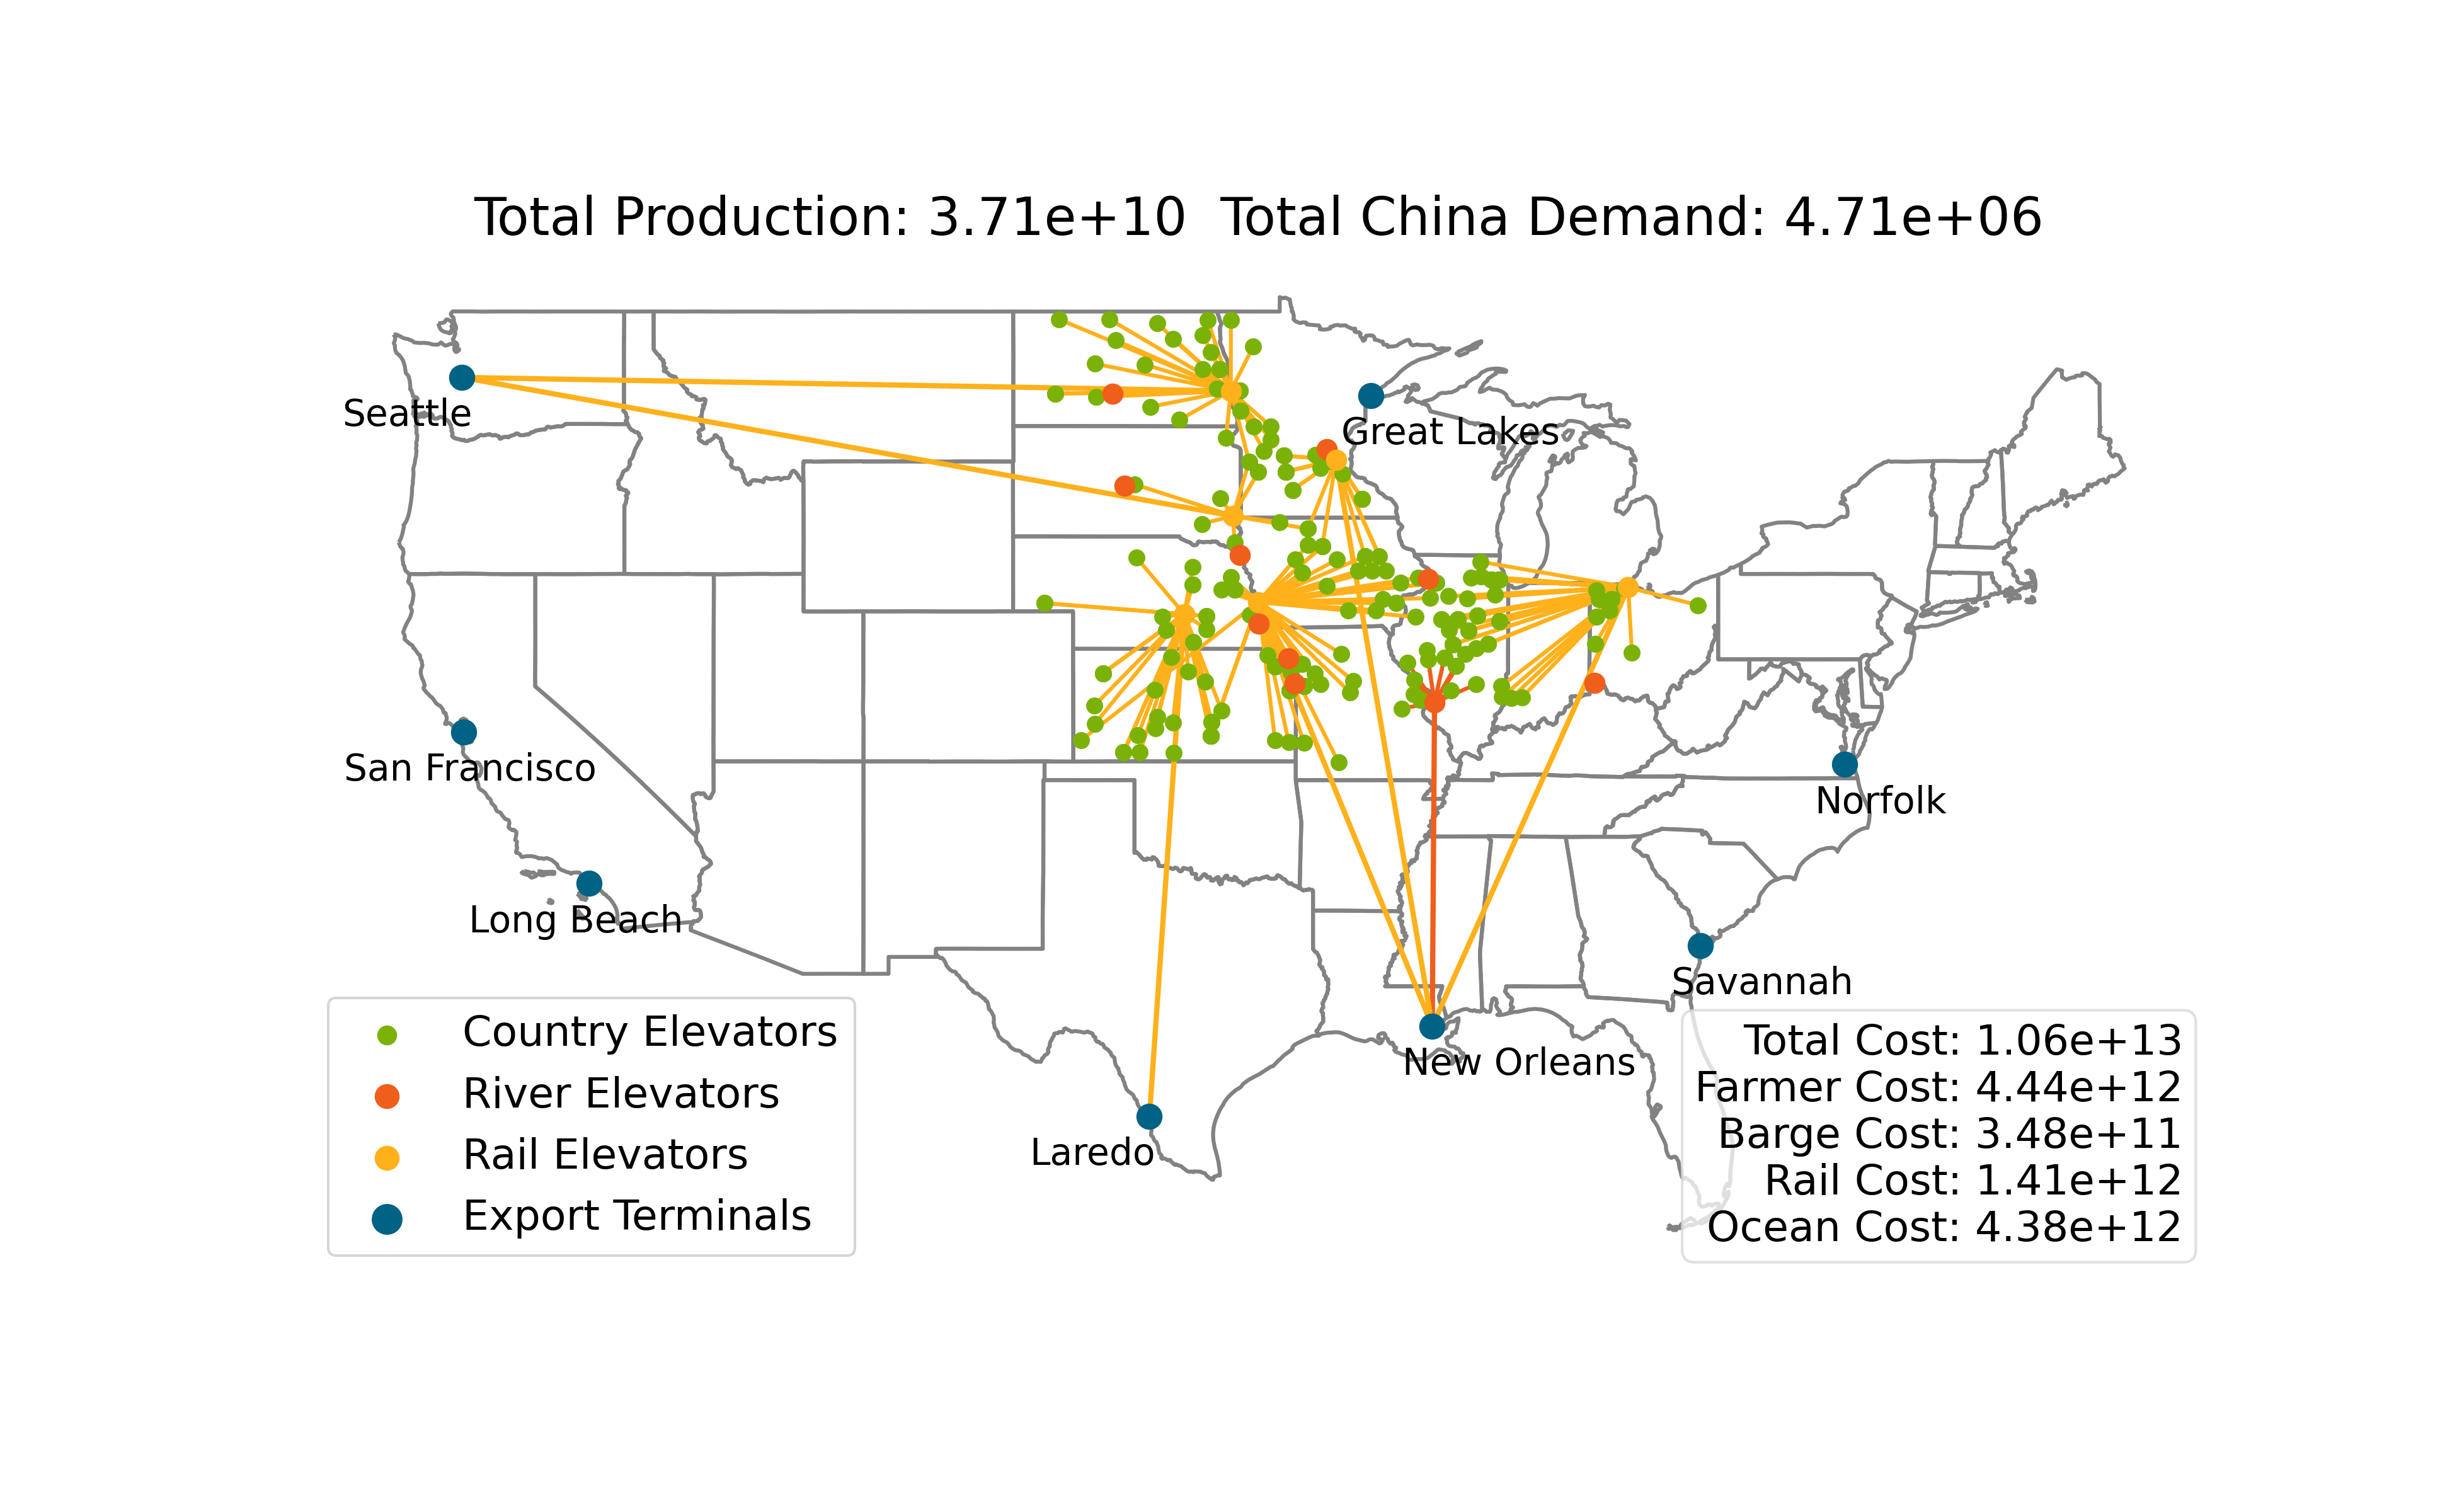 Total Production: 3.71e+10  Total China Demand: 4.71e+06
Seattle
Great Lakes
San Francisco
Norfolk
Long Beach
Savannah
New Orleans
Laredo
Country Elevators
River Elevators
Rail Elevators
Export Terminals
Total Cost: 1.06e+13
Farmer Cost: 4.44e+12
Barge Cost: 3.48e+11
Rail Cost: 1.41e+12
Ocean Cost: 4.38e+12